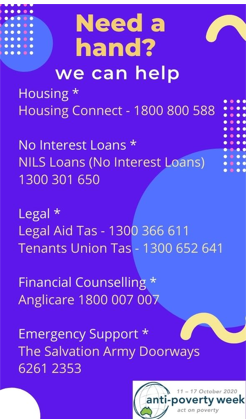 Need a
hand?
we can help
Housing *
Housing Connect - 1800 800 588
No Interest Loans *
NILS Loans (No Interest Loans)
1300 301 650
Legal *
Legal Aid Tas - 1300 366 611
Tenants Union Tas - 1300 652 641
Financial Counselling *
Anglicare 1800 007 007
Emergency Support *
The Salvation Army Doorways
6261 2353
11 – 17 October 2020
anti-poverty week
act on poverty